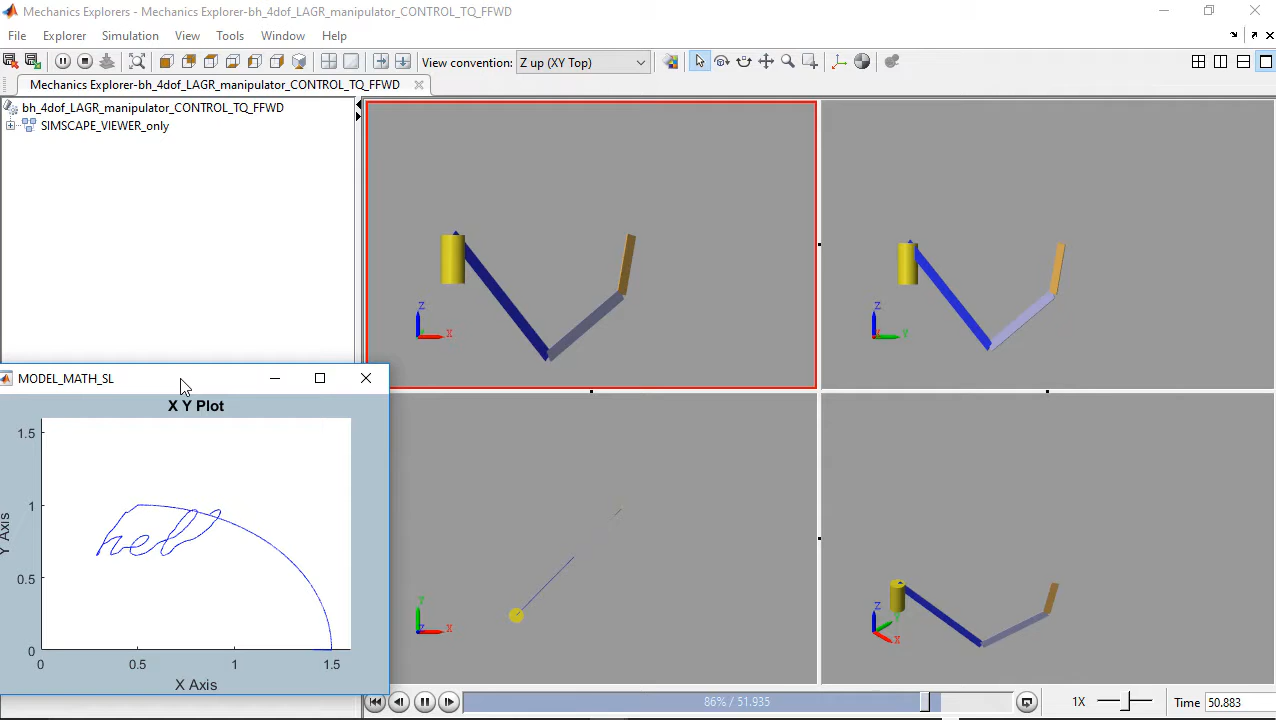 Mechanics Explorers - Mechanics Explorer-bh_4dof_LAGR_manipulator_CONTROL_TQ_FFWD
File Explorer Simulation View Tools Window Help
View convention: Z up (XY Top)
Mechanics Explorer-bh_4dof_LAGR_manipulator_CONTROL_TQ_FFWD
bh_4dof_LAGR_manipulator_CONTROL_TQ_FFWD
SIMSCAPE_VIEWER_only
Z
X
Z
Y
MODEL_MATH_SL
X Y Plot
1.5
1
0.5
0
Y Axis
hell
0 0.5 1 1.5
X Axis
Y
Z X
Z
Y
X
86% / 51.935
1X
Time 50.883